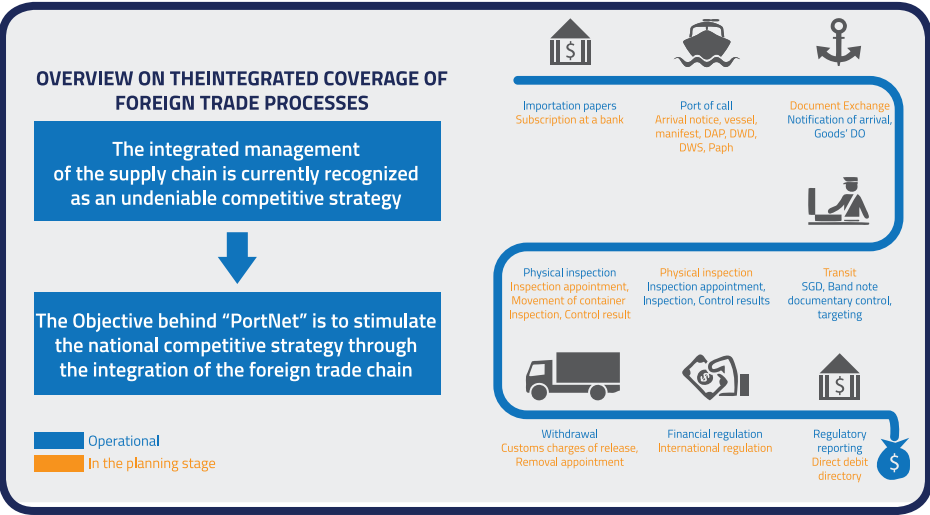 OVERVIEW ON THEINTEGRATED COVERAGE OF
FOREIGN TRADE PROCESSES
The integrated management
of the supply chain is currently recognized
as an undeniable competitive strategy
The Objective behind “PortNet” is to stimulate
the national competitive strategy through
the integration of the foreign trade chain
Operational
In the planning stage
$
Importation papers
Subscription at a bank
Port of call
Arrival notice, vessel,
manifest, DAP, DWD,
DWS, Paph
Document Exchange
Notification of arrival,
Goods’ DO
Physical inspection
Inspection appointment,
Movement of container
Inspection, Control result
Physical inspection
Inspection appointment,
Inspection, Control results
Transit
SGD, Band note
documentary control,
targeting
$
$
Withdrawal
Customs charges of release,
Removal appointment
Financial regulation
International regulation
Regulatory
reporting
Direct debit
directory
$